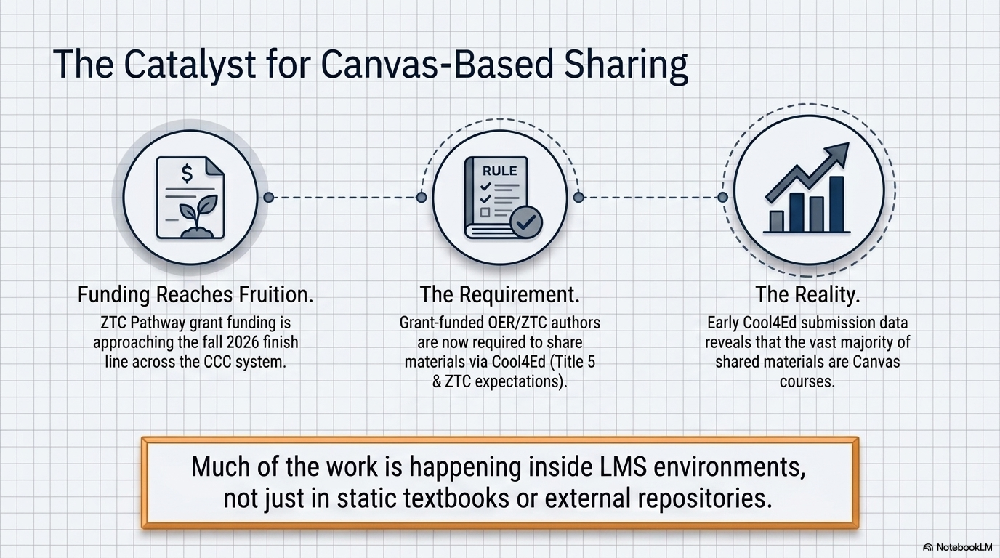 The Catalyst for Canvas-Based Sharing
$
RULE
Funding Reaches Fruition.
ZTC Pathway grant funding is
approaching the fall 2026 finish
line across the CCC system.
The Requirement.
Grant-funded OER/ZTC authors
are now required to share
materials via Cool4Ed (Title 5
& ZTC expectations).
The Reality.
Early Cool4Ed submission data
reveals that the vast majority of
shared materials are Canvas
courses.
Much of the work is happening inside LMS environments,
not just in static textbooks or external repositories.
NotebookLM